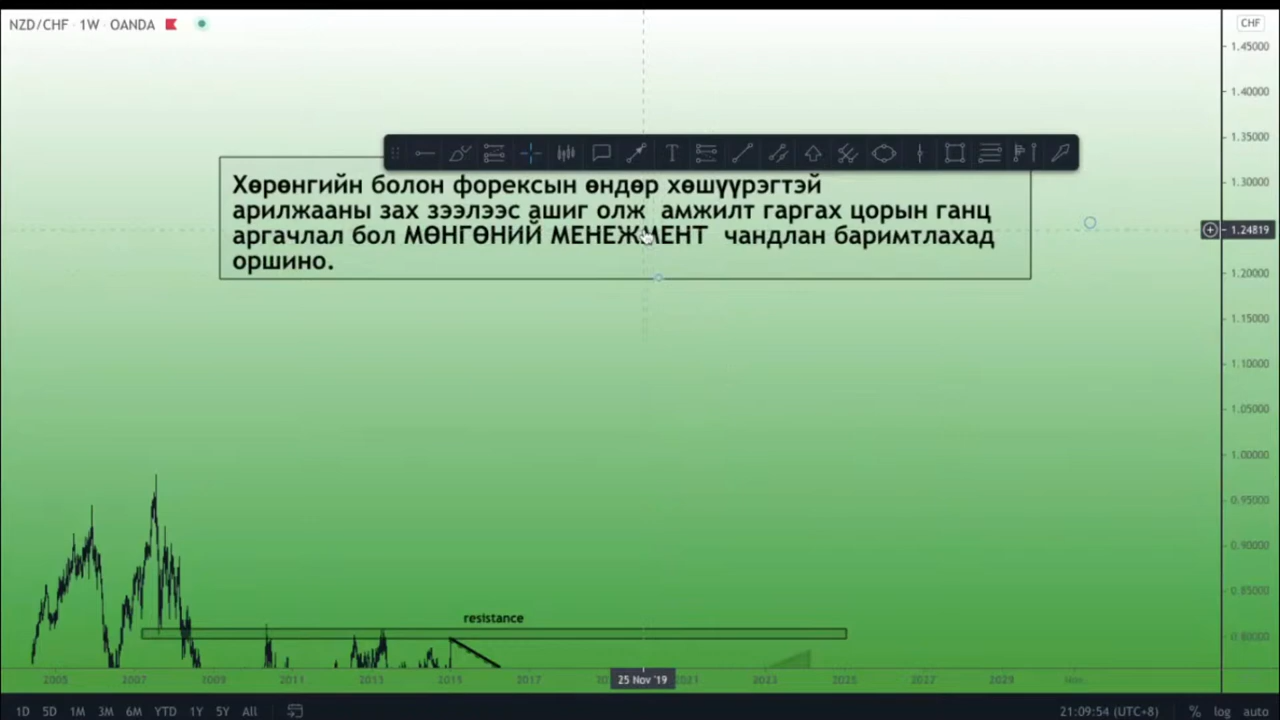 NZD/CHF · 1W · OANDA
CHF
1.45000
1.40000
1.35000
1.30000
Хөрөнгийн болон форексын өндөр хөшүүрэгтэй
арилжааны зах зээлээс ашиг олж амжилт гаргах цорын ганц
аргачлал бол МӨНГӨНИЙ МЕНЕЖМЕНТ чандлан баримтлахад
оршино.
1.24819
1.20000
1.15000
1.10000
1.05000
1.00000
0.95000
0.90000
0.85000
0.80000
resistance
2005 2007 2009 2011 2013 2015 2017 25 Nov '19 2021 2023 2025 2027 2029
1D 5D 1M 3M 6M YTD 1Y 5Y All 21:09:54 (UTC+8) % log auto